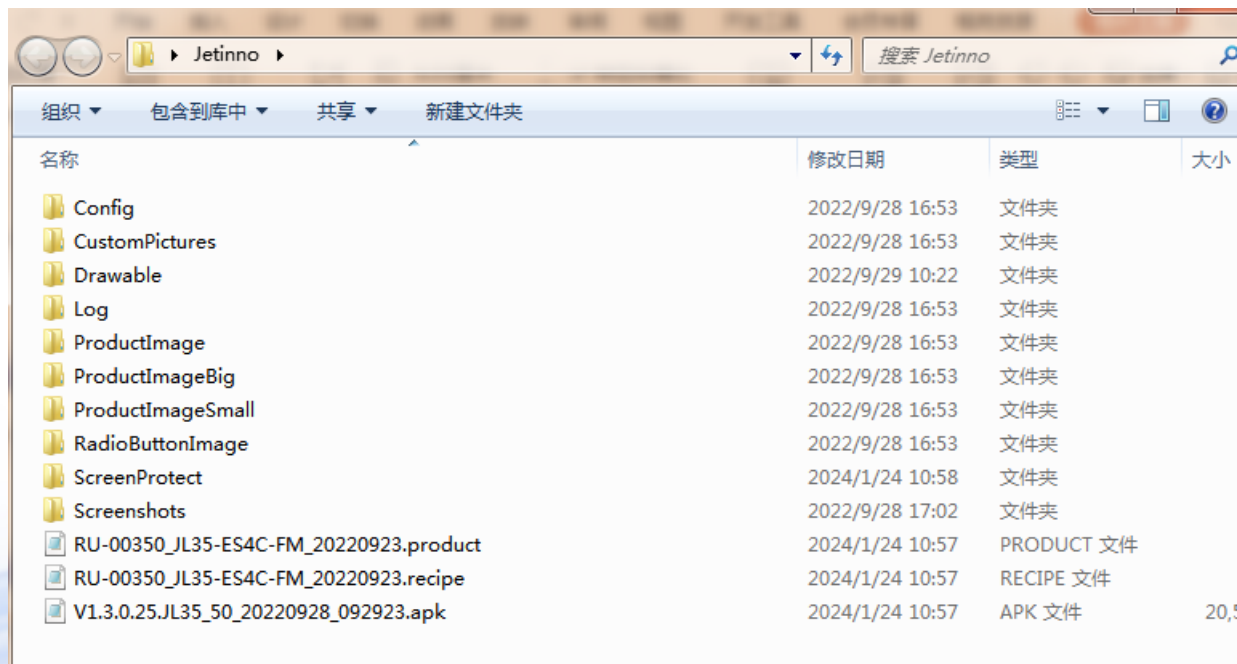 Jetinno
搜索 Jetinno
组织 包含到库中 共享 新建文件夹
名称 修改日期 类型 大小
Config 2022/9/28 16:53 文件夹
CustomPictures 2022/9/28 16:53 文件夹
Drawable 2022/9/29 10:22 文件夹
Log 2022/9/28 16:53 文件夹
ProductImage 2022/9/28 16:53 文件夹
ProductImageBig 2022/9/28 16:53 文件夹
ProductImageSmall 2022/9/28 16:53 文件夹
RadioButtonImage 2022/9/28 16:53 文件夹
ScreenProtect 2024/1/24 10:58 文件夹
Screenshots 2022/9/28 17:02 文件夹
RU-00350_JL35-ES4C-FM_20220923.product 2024/1/24 10:57 PRODUCT 文件
RU-00350_JL35-ES4C-FM_20220923.recipe 2024/1/24 10:57 RECIPE 文件
V1.3.0.25.JL35_50_20220928_092923.apk 2024/1/24 10:57 APK 文件